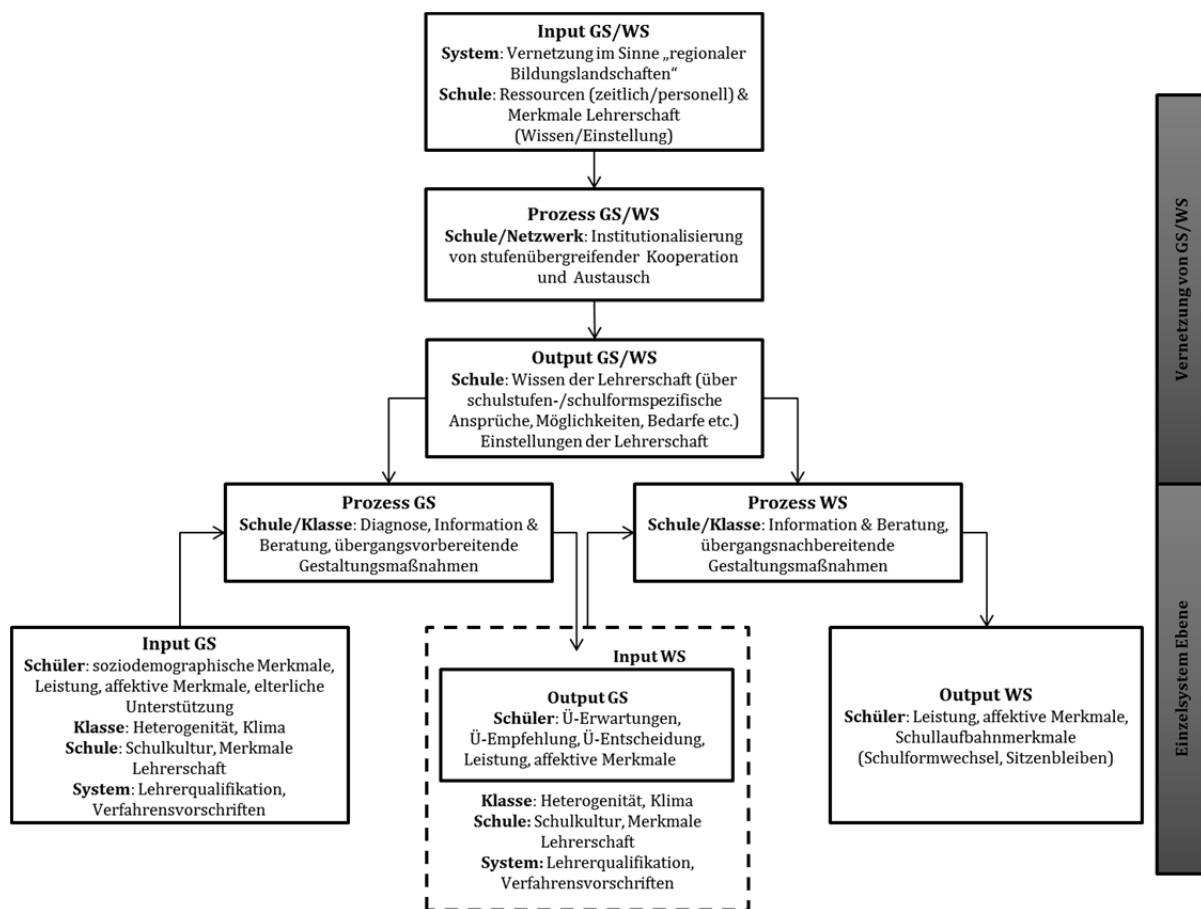 Input GS/WS
System: Vernetzung im Sinne „regionaler
Bildungslandschaften“
Schule: Ressourcen (zeitlich/personell) &
Merkmale Lehrerschaft
(Wissen/Einstellung)
Prozess GS/WS
Schule/Netzwerk: Institutionalisierung
von stufenübergreifender Kooperation
und Austausch
Output GS/WS
Schule: Wissen der Lehrerschaft (über
schulstufen-/schulformspezifische
Ansprüche, Möglichkeiten, Bedarfe etc.)
Einstellungen der Lehrerschaft
Vernetzung von GS/WS
Prozess GS
Schule/Klasse: Diagnose, Information &
Beratung, übergangsvorbereitende
Gestaltungsmaßnahmen
Prozess WS
Schule/Klasse: Information & Beratung,
übergangsnachbereitende
Gestaltungsmaßnahmen
Input GS
Schüler: soziodemographische Merkmale,
Leistung, affektive Merkmale, elterliche
Unterstützung
Klasse: Heterogenität, Klima
Schule: Schulkultur, Merkmale
Lehrerschaft
System: Lehrerqualifikation,
Verfahrensvorschriften
Input WS
Output GS
Schüler: Ü-Erwartungen,
Ü-Empfehlung, Ü-Entscheidung,
Leistung, affektive Merkmale
Klasse: Heterogenität, Klima
Schule: Schulkultur, Merkmale
Lehrerschaft
System: Lehrerqualifikation,
Verfahrensvorschriften
Output WS
Schüler: Leistung, affektive Merkmale,
Schullaufbahnmerkmale
(Schulformwechsel, Sitzenbleiben)
Einzelsystem Ebene